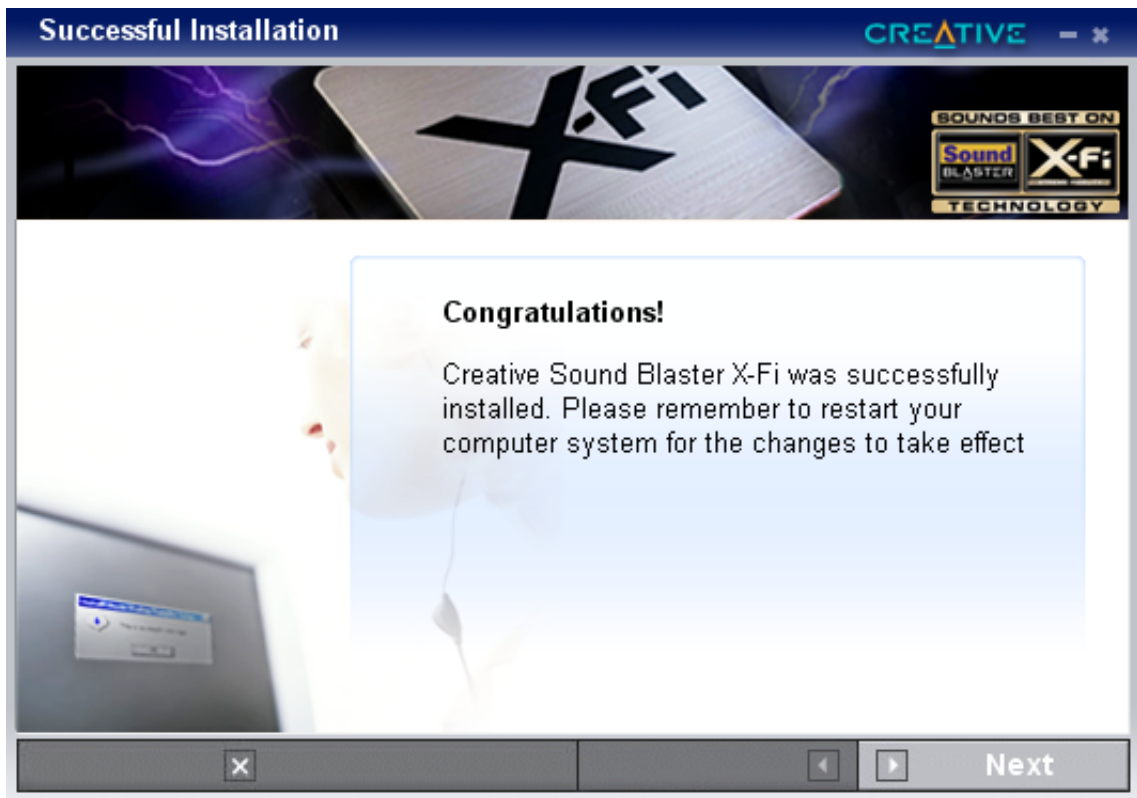 Successful Installation
CREATIVE
X-Fi
SOUNDS BEST ON
Sound BLASTER
X-Fi
TECHNOLOGY
Congratulations!
Creative Sound Blaster X-Fi was successfully
installed. Please remember to restart your
computer system for the changes to take effect
Next